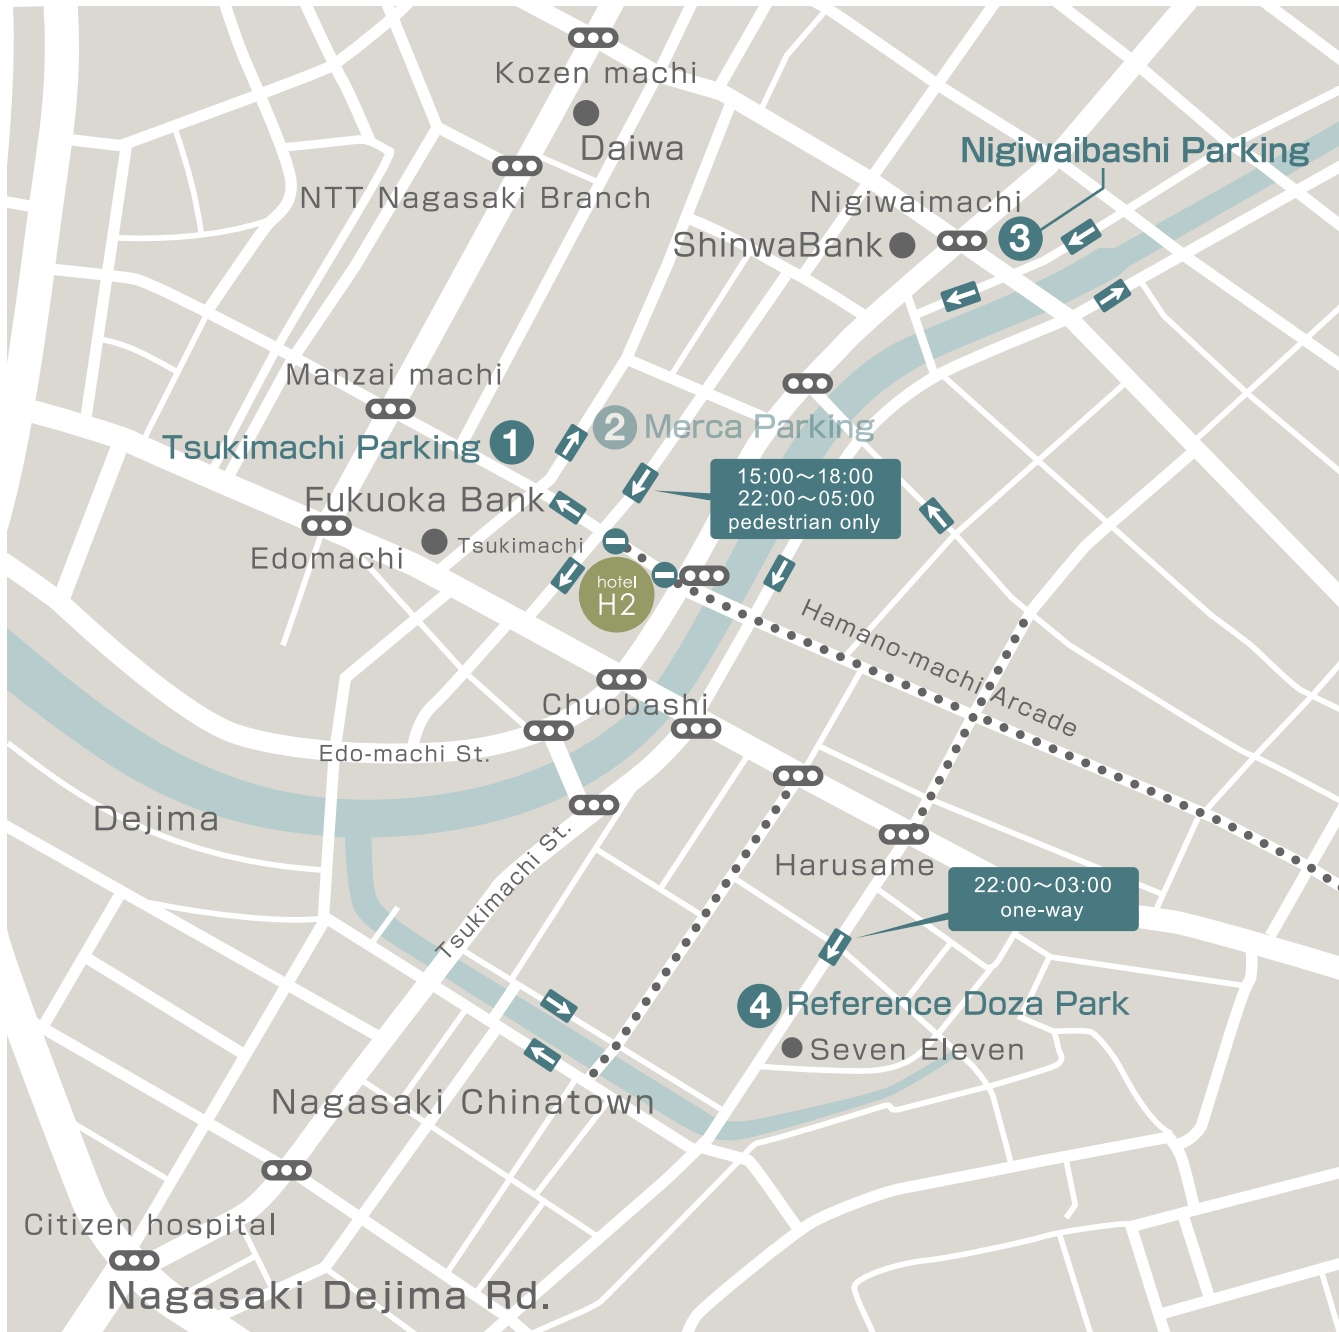 Kozen machi
Daiwa
Nigiwaibashi Parking
NTT Nagasaki Branch
Nigiwaimachi
ShinwaBank
3
Manzai machi
Tsukimachi Parking 1
2 Merca Parking
15:00～18:00
22:00～05:00
pedestrian only
Fukuoka Bank
Edomachi
Tsukimachi
hotel
H2
Hamano-machi Arcade
Chuobashi
Edo-machi St.
Dejima
Tsukimachi St.
Harusame
22:00～03:00
one-way
4 Reference Doza Park
Seven Eleven
Nagasaki Chinatown
Citizen hospital
Nagasaki Dejima Rd.